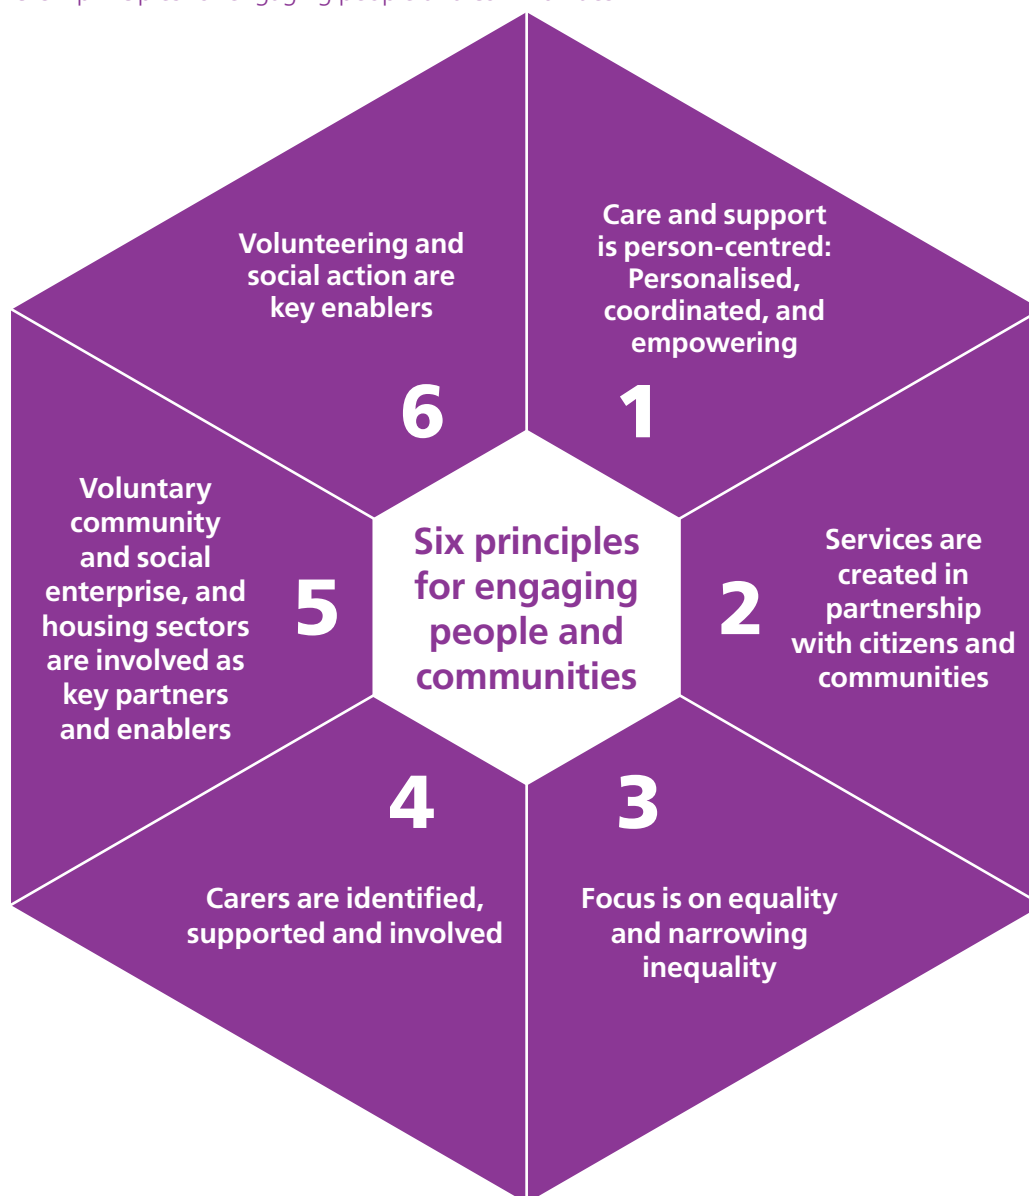 Six principles
for engaging
people and
communities
1
Care and support
is person-centred:
Personalised,
coordinated, and
empowering
2
Services are
created in
partnership
with citizens and
communities
3
Focus is on equality
and narrowing
inequality
4
Carers are identified,
supported and involved
5
Voluntary
community
and social
enterprise, and
housing sectors
are involved as
key partners
and enablers
6
Volunteering and
social action are
key enablers